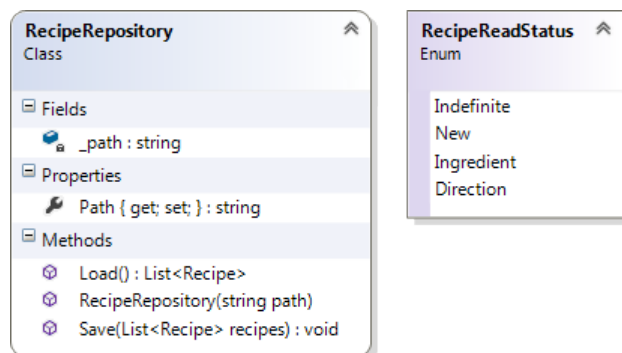 RecipeRepository
Class
Fields
_path : string
Properties
Path { get; set; } : string
Methods
Load() : List<Recipe>
RecipeRepository(string path)
Save(List<Recipe> recipes) : void
RecipeReadStatus
Enum
Indefinite
New
Ingredient
Direction